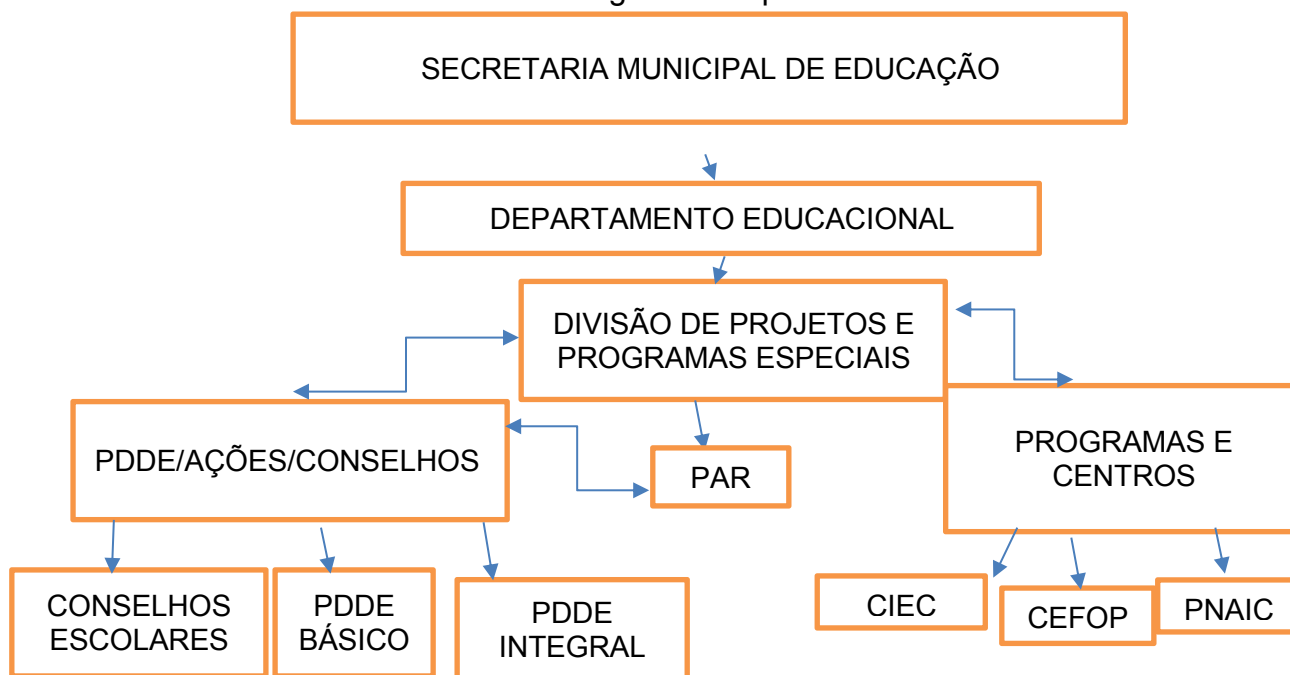 SECRETARIA MUNICIPAL DE EDUCAÇÃO
DEPARTAMENTO EDUCACIONAL
DIVISÃO DE PROJETOS E
PROGRAMAS ESPECIAIS
PDDE/AÇÕES/CONSELHOS
PAR
PROGRAMAS E
CENTROS
CONSELHOS
ESCOLARES
PDDE
BÁSICO
PDDE
INTEGRAL
CIEC
CEFOP
PNAIC